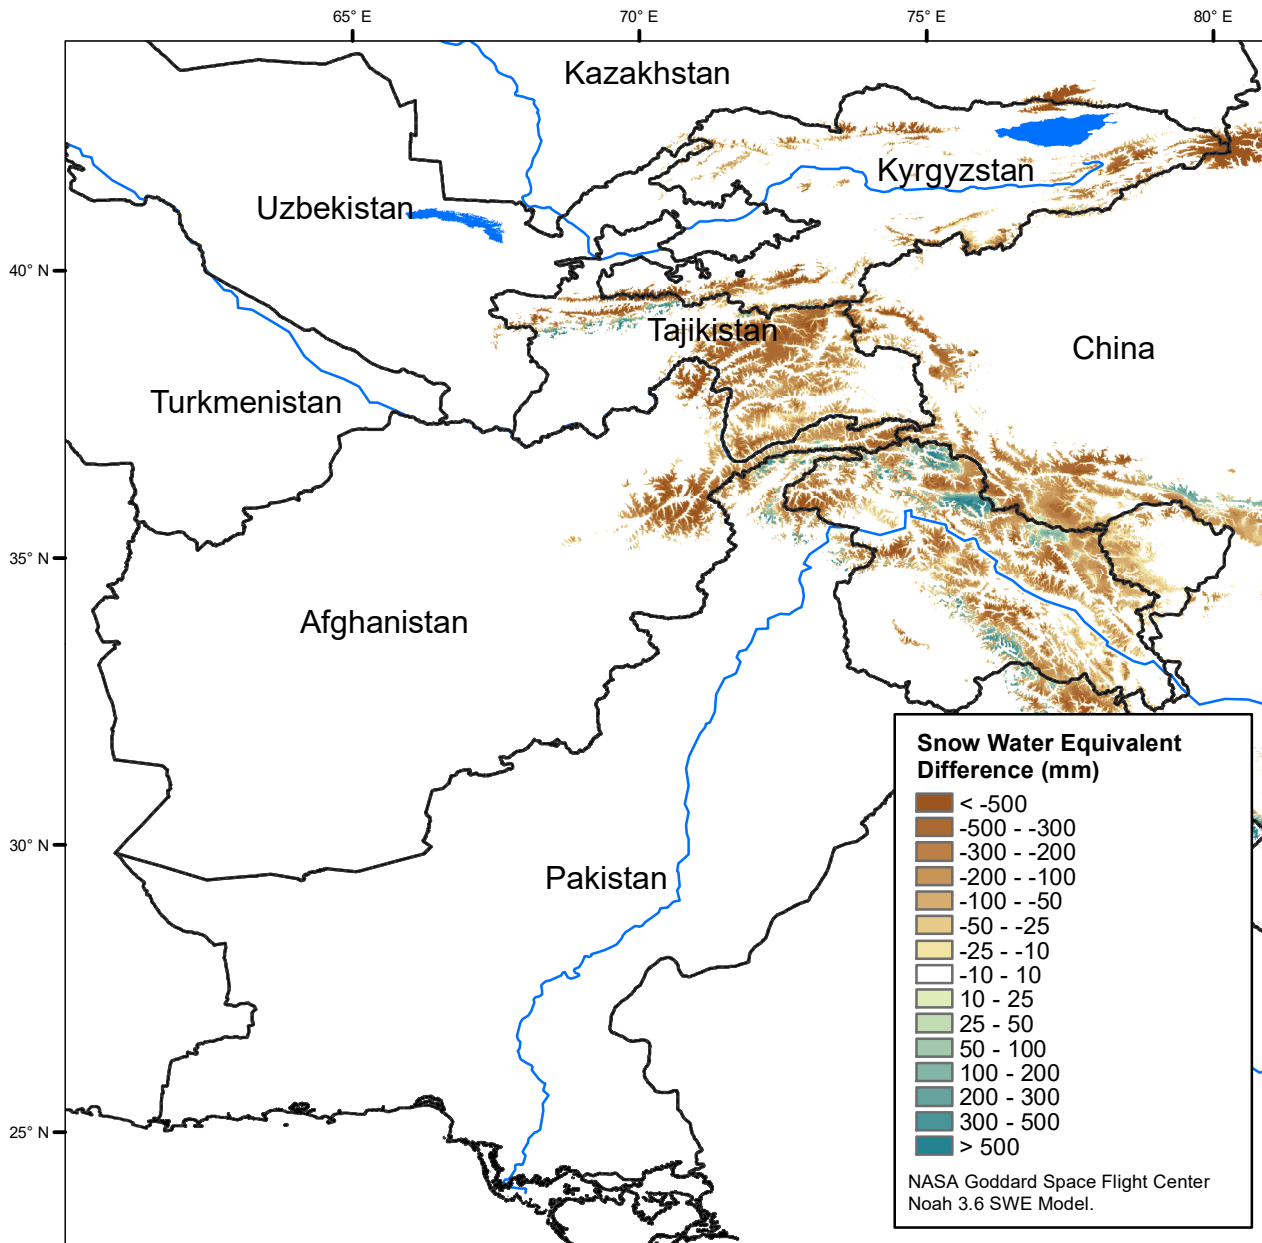 65° E
70° E
75° E
80° E
Kazakhstan
Kyrgyzstan
Uzbekistan
40° N
Tajikistan
China
Turkmenistan
35° N
Afghanistan
30° N
Pakistan
25° N
Snow Water Equivalent
Difference (mm)
< -500
-500 - -300
-300 - -200
-200 - -100
-100 - -50
-50 - -25
-25 - -10
-10 - 10
10 - 25
25 - 50
50 - 100
100 - 200
200 - 300
300 - 500
> 500
NASA Goddard Space Flight Center
Noah 3.6 SWE Model.